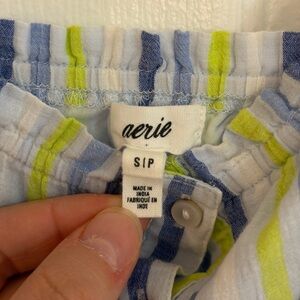 aerie
S|P
MADE IN
INDIA
FABRIQUÉ EN
INDE